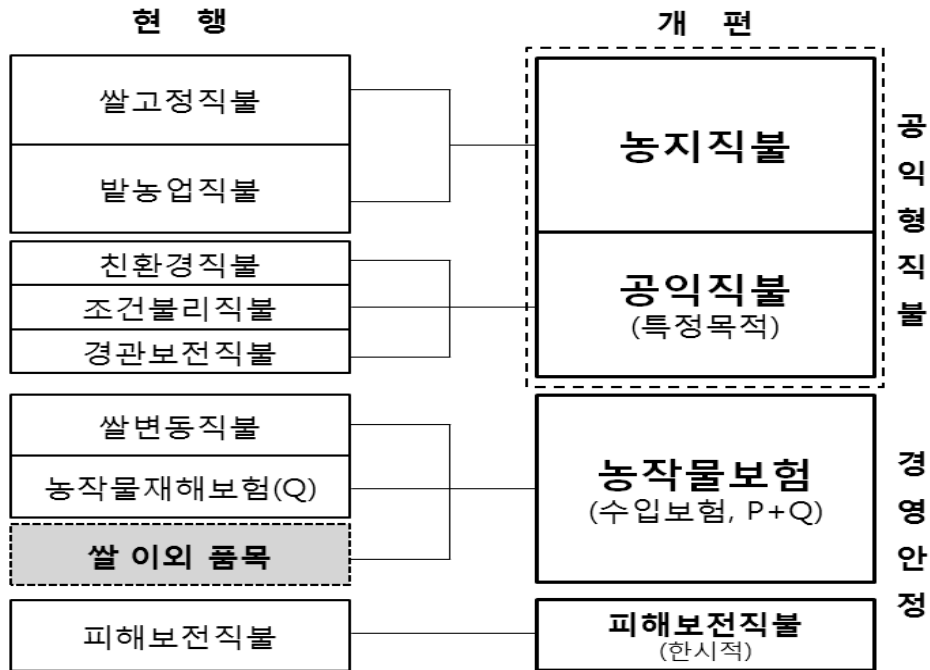 현 행
개 편
쌀고정직불
밭농업직불
친환경직불
조건불리직불
경관보전직불
쌀변동직불
농작물재해보험(Q)
쌀 이외 품목
피해보전직불
농지직불
공익직불
(특정목적)
농작물보험
(수입보험, P+Q)
피해보전직불
(한시적)
공익형직불
경영안정